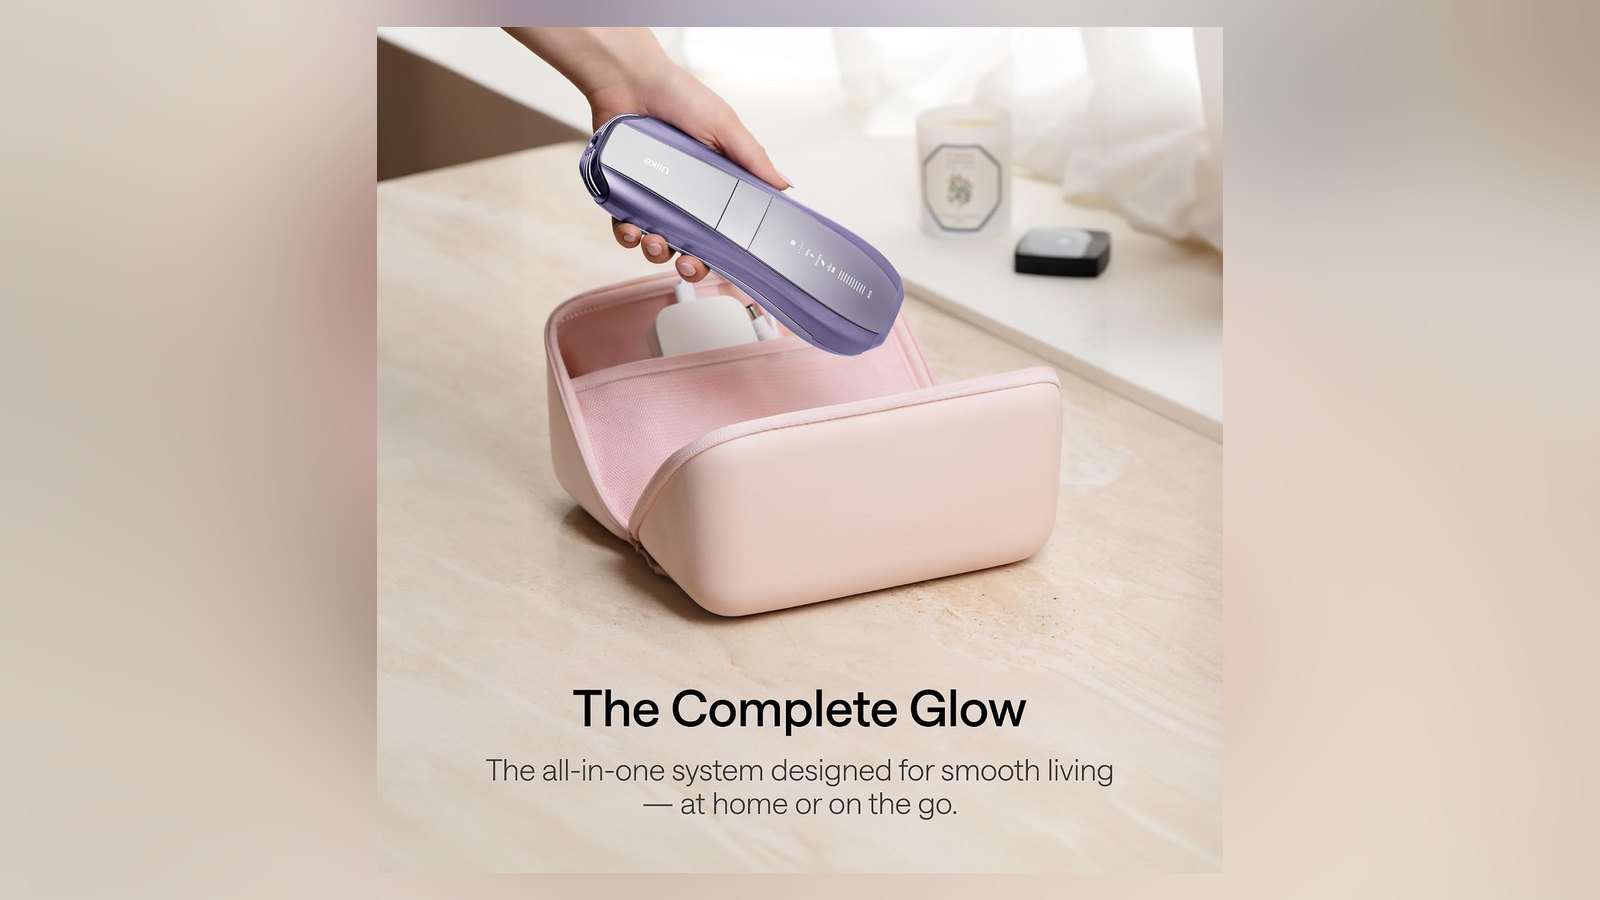 Ulike
The Complete Glow
The all-in-one system designed for smooth living
— at home or on the go.